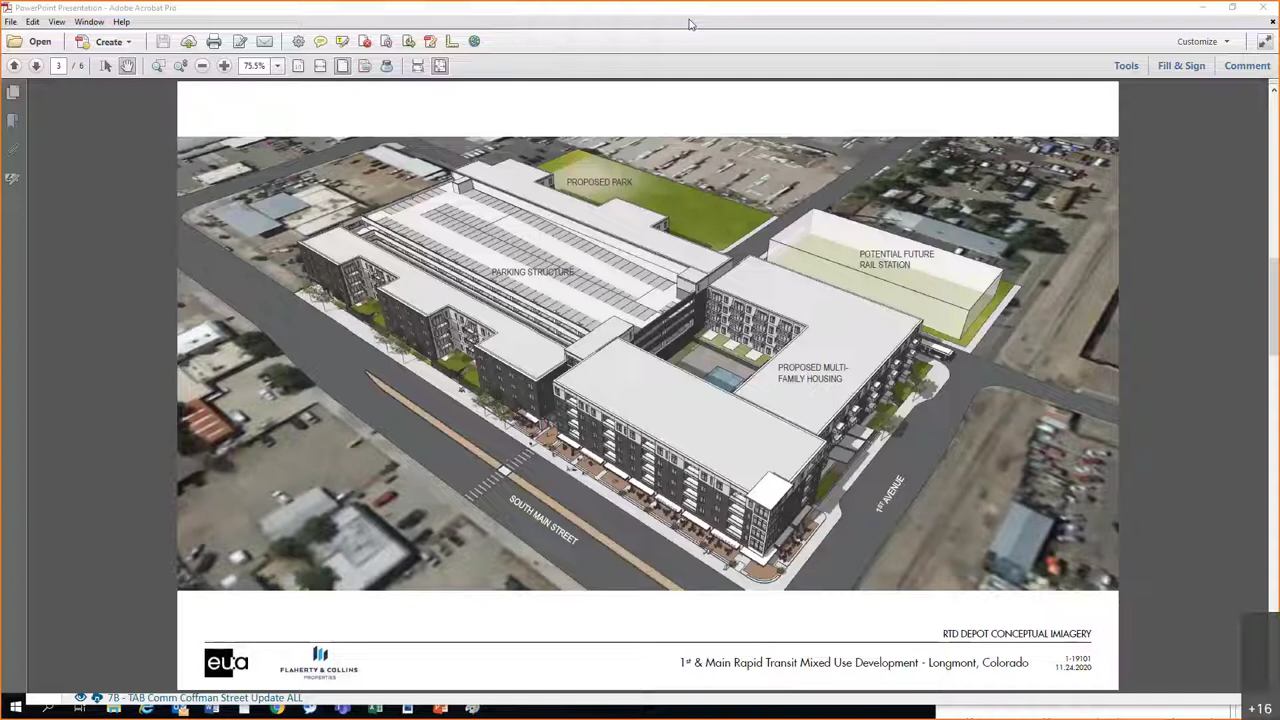 PowerPoint Presentation - Adobe Acrobat Pro
File Edit View Window Help
Open Create Customize
3 / 6 75.5% Tools Fill & Sign Comment
PROPOSED PARK
POTENTIAL FUTURE
RAIL STATION
PARKING STRUCTURE
PROPOSED MULTI-
FAMILY HOUSING
1ST AVENUE
SOUTH MAIN STREET
RTD DEPOT CONCEPTUAL IMIAGERY
eua
FLAHERTY & COLLINS
PROPERTIES
1st & Main Rapid Transit Mixed Use Development - Longmont, Colorado
1-19101
11.24.2020
7B - TAB Comm Coffman Street Update ALL
+16